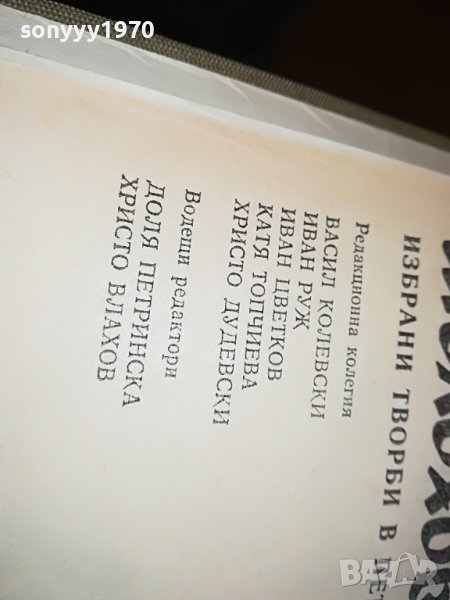 sonyyy1970
ИЗБРАНИ ТВОРБИ В
Редакционна колегия
ВАСИЛ КОЛЕВСКИ
ИВАН РУЖ
ИВАН ЦВЕТКОВ
КАТЯ ТОПЧИЕВА
ХРИСТО ДУДЕВСКИ
Водещи редактори
ДОЛЯ ПЕТРИНСКА
ХРИСТО ВЛАХОВ
bazar